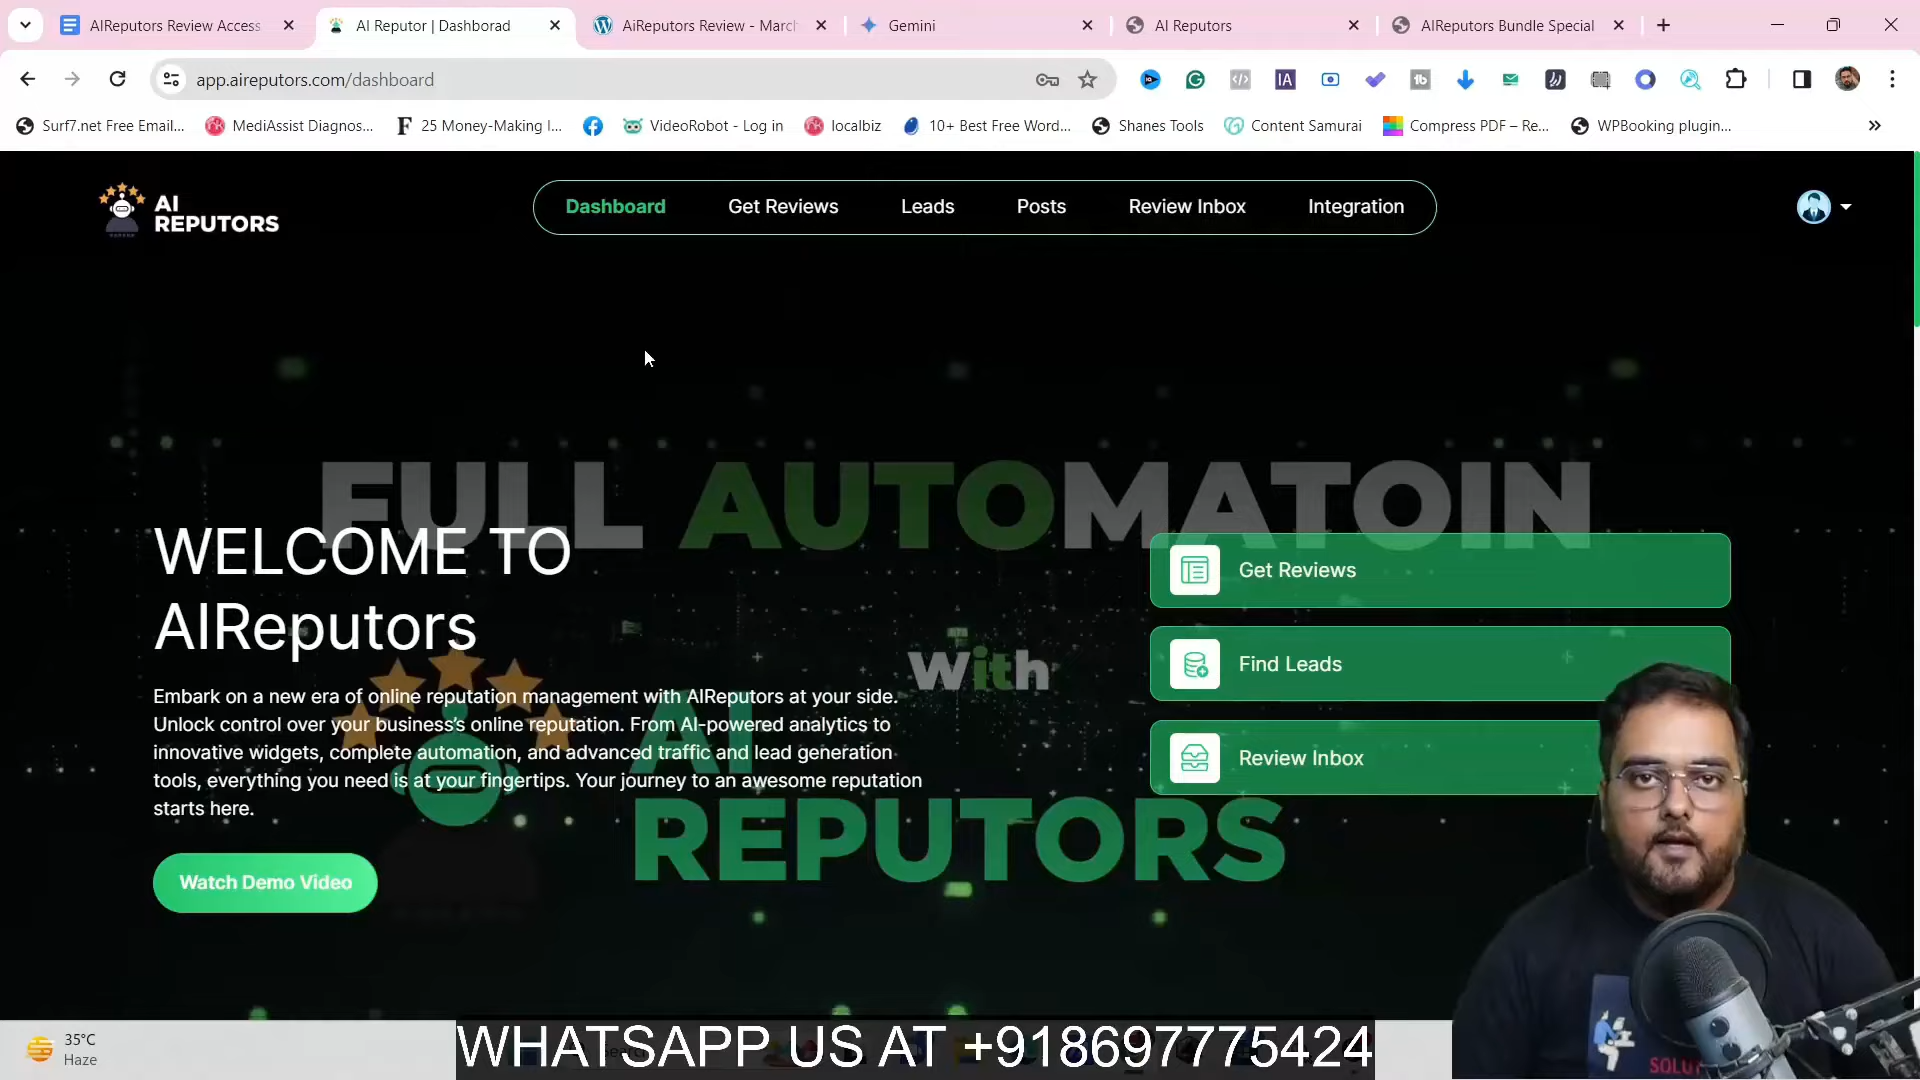 AIReputors Review Access
AI Reputor | Dashborad
AiReputors Review - March
Gemini
AI Reputors
AIReputors Bundle Special
app.aireputors.com/dashboard
Surf7.net Free Email...
MediAssist Diagnos...
25 Money-Making I...
VideoRobot - Log in
localbiz
10+ Best Free Word...
Shanes Tools
Content Samurai
Compress PDF – Re...
WPBooking plugin...
AI
REPUTORS
Dashboard
Get Reviews
Leads
Posts
Review Inbox
Integration
FULL AUTOMATOIN
With
AI
REPUTORS
WELCOME TO
AIReputors
Embark on a new era of online reputation management with AIReputors at your side.
Unlock control over your business's online reputation. From AI-powered analytics to
innovative widgets, complete automation, and advanced traffic and lead generation
tools, everything you need is at your fingertips. Your journey to an awesome reputation
starts here.
Watch Demo Video
Get Reviews
Find Leads
Review Inbox
35°C
Haze
WHATSAPP US AT +918697775424